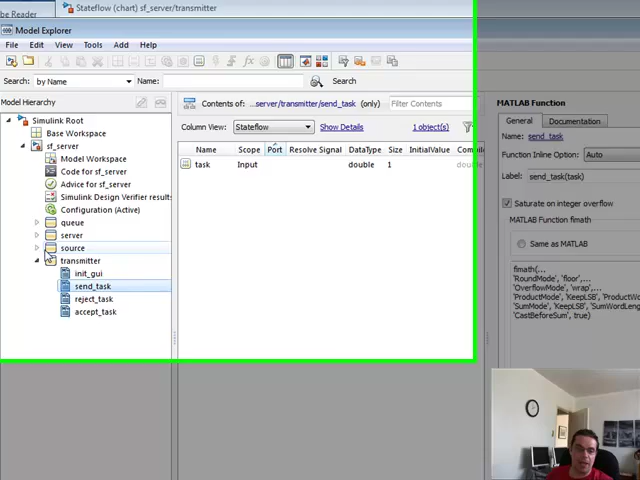 be Reader
Stateflow (chart) sf_server/transmitter
Model Explorer
File Edit View Tools Add Help
Search: by Name Name: Search
Model Hierarchy
Contents of: ...server/transmitter/send_task (only) Filter Contents
MATLAB Function
Simulink Root
Base Workspace
sf_server
Model Workspace
Code for sf_server
Advice for sf_server
Simulink Design Verifier results
Configuration (Active)
queue
server
source
transmitter
init_gui
send_task
reject_task
accept_task
Column View: Stateflow Show Details 1 object(s)
Name Scope Port Resolve Signal DataType Size InitialValue Compile
task Input double 1 double
General Documentation
Name: send_task
Function Inline Option: Auto
Label: send_task(task)
Saturate on integer overflow
MATLAB Function fimath
Same as MATLAB
fimath(...
'RoundMode', 'floor',...
'OverflowMode', 'wrap',...
'ProductMode', 'KeepLSB', 'ProductWo
'SumMode', 'KeepLSB', 'SumWordLeng
'CastBeforeSum', true)